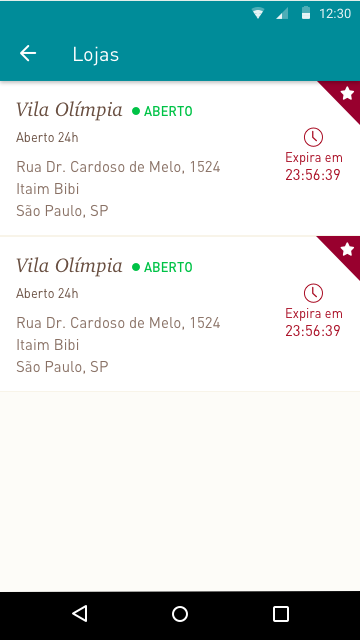 12:30
Lojas
Vila Olímpia ABERTO
Aberto 24h
Rua Dr. Cardoso de Melo, 1524
Itaim Bibi
São Paulo, SP
Expira em
23:56:39
Vila Olímpia ABERTO
Aberto 24h
Rua Dr. Cardoso de Melo, 1524
Itaim Bibi
São Paulo, SP
Expira em
23:56:39